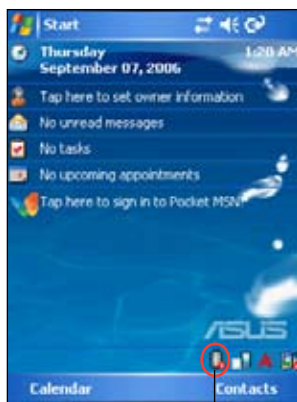 Start
Thursday
September 07, 2006
1:20 AM
Tap here to set owner information
No unread messages
No tasks
No upcoming appointments
Tap here to sign in to Pocket MSN!
ASUS
Calendar
Contacts